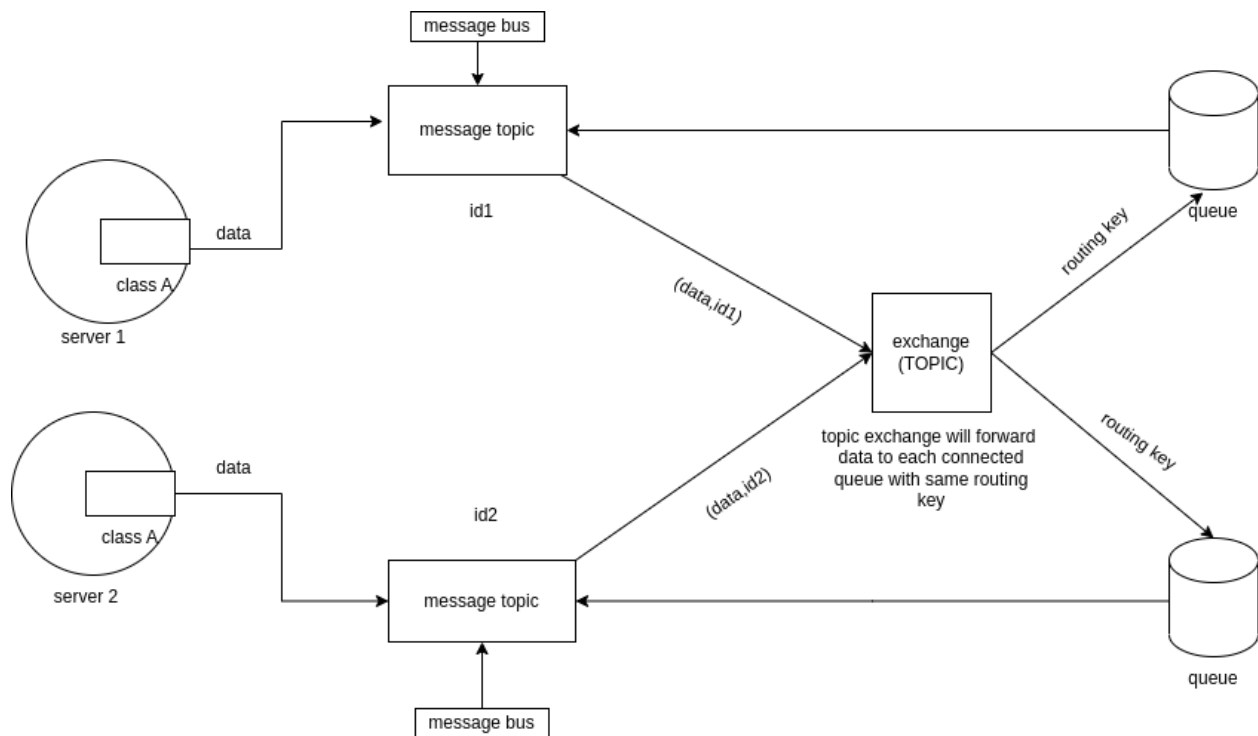 message bus
message topic
id1
data
class A
server 1
queue
routing key
(data,id1)
exchange
(TOPIC)
topic exchange will forward
data to each connected
queue with same routing
key
routing key
(data,id2)
data
class A
server 2
id2
message topic
message bus
queue